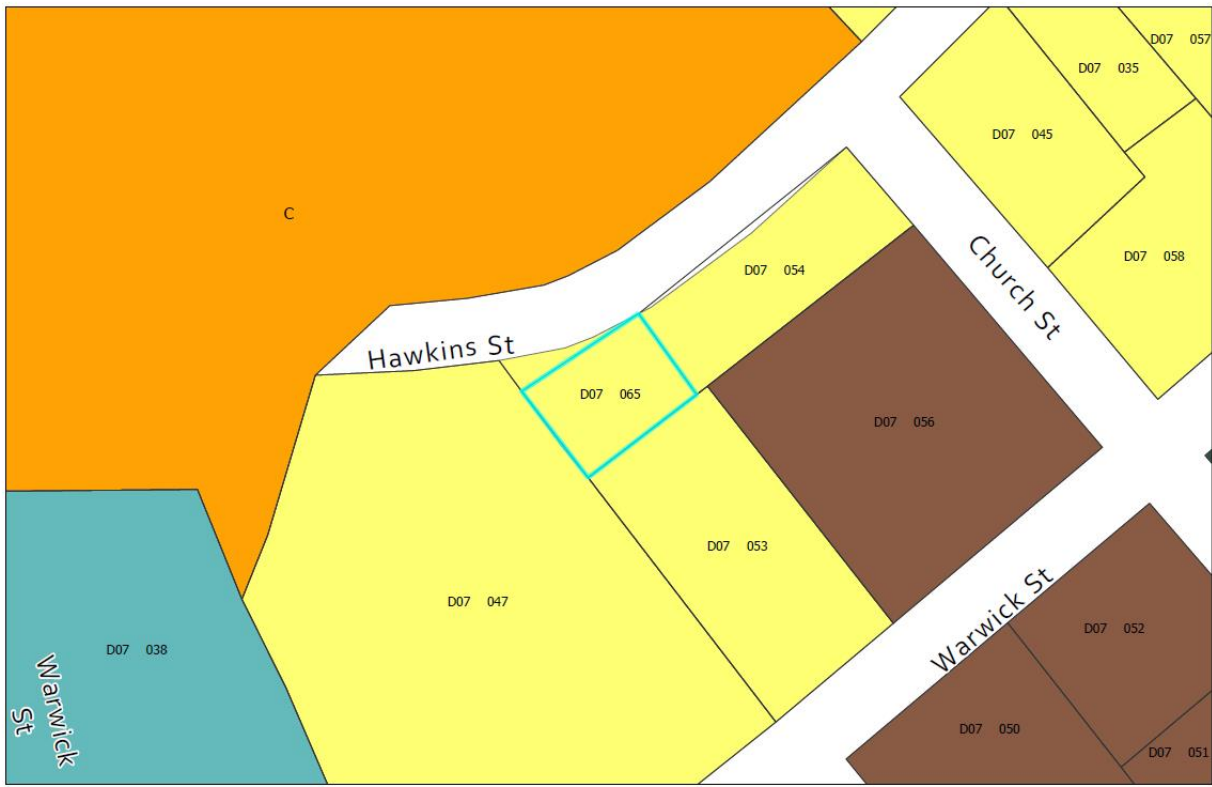 D07 057
D07 035
D07 045
C
D07 058
D07 054
Church St
Hawkins St
D07 065
D07 056
D07 053
D07 047
Warwick St
D07 052
D07 038
Warwick
St
D07 050
D07 051